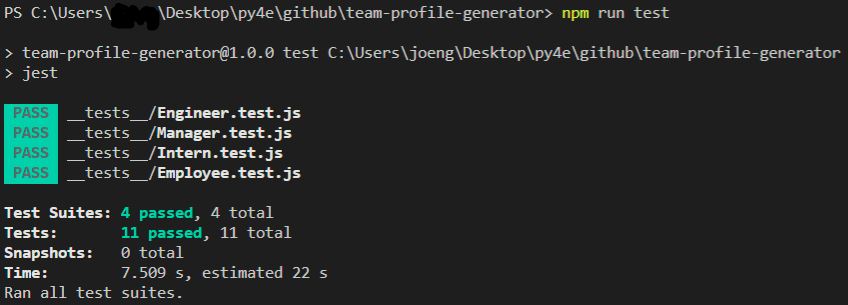 PS C:\Users\ \Desktop\py4e\github\team-profile-generator> npm run test
> team-profile-generator@1.0.0 test C:\Users\joeng\Desktop\py4e\github\team-profile-generator
> jest
PASS __tests__/Engineer.test.js
PASS __tests__/Manager.test.js
PASS __tests__/Intern.test.js
PASS __tests__/Employee.test.js
Test Suites: 4 passed, 4 total
Tests: 11 passed, 11 total
Snapshots: 0 total
Time: 7.509 s, estimated 22 s
Ran all test suites.